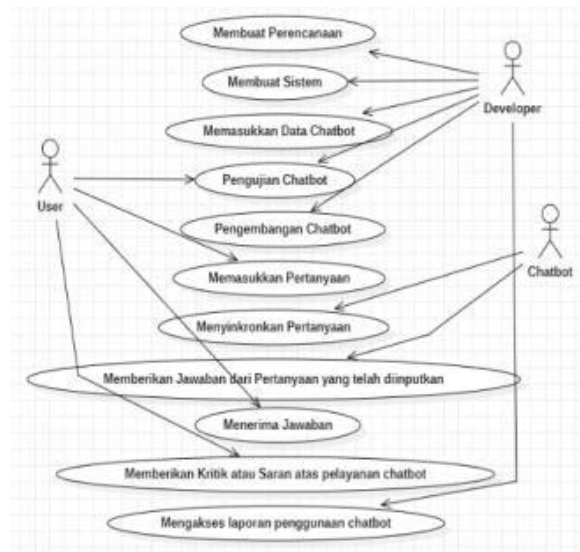 Membuat Perencanaan
Membuat Sistem
Developer
Memasukkan Data Chatbot
Pengujian Chatbot
User
Pengembangan Chatbot
Memasukkan Pertanyaan
Chatbot
Menyinkronkan Pertanyaan
Memberikan Jawaban dari Pertanyaan yang telah diinputkan
Menerima Jawaban
Memberikan Kritik atau Saran atas pelayanan chatbot
Mengakses laporan penggunaan chatbot